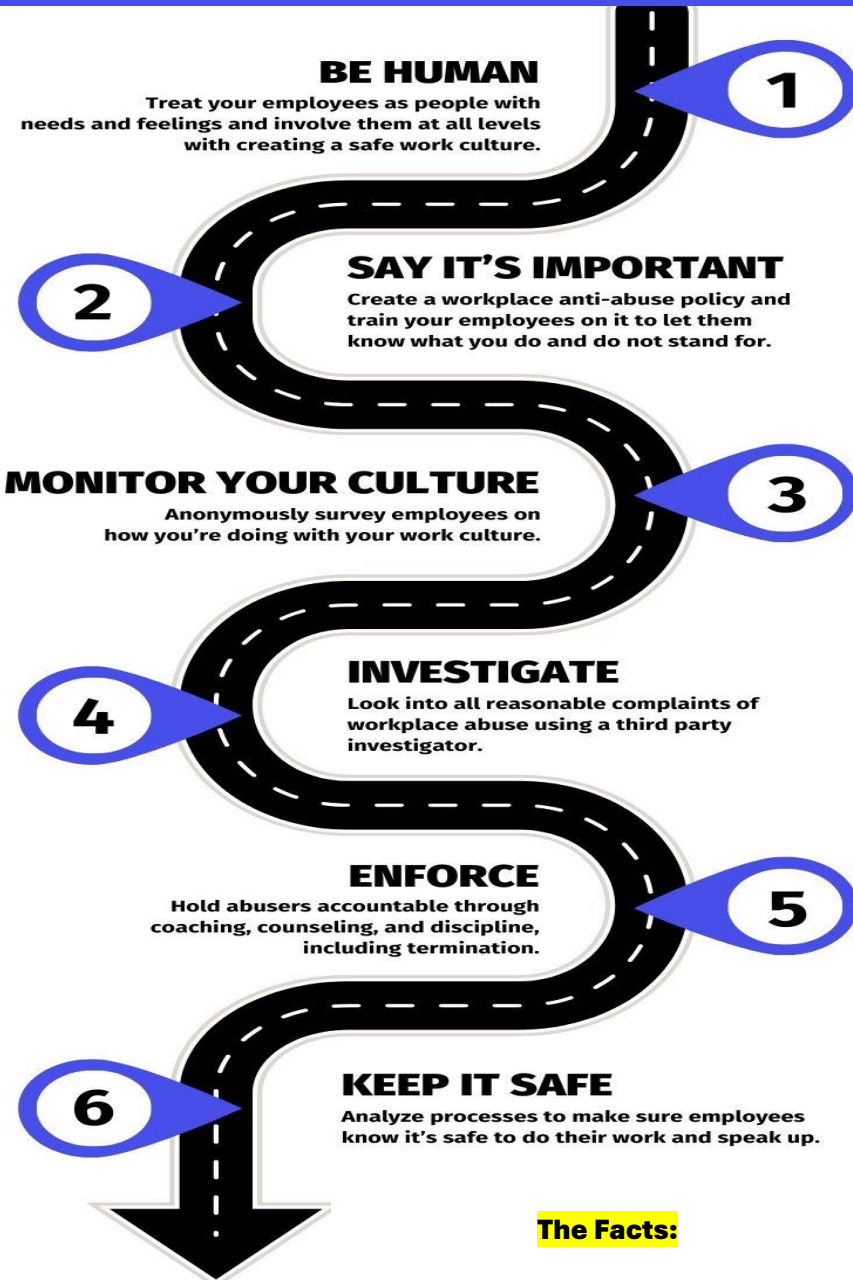 1
BE HUMAN
Treat your employees as people with
needs and feelings and involve them at all levels
with creating a safe work culture.
2
SAY IT’S IMPORTANT
Create a workplace anti-abuse policy and
train your employees on it to let them
know what you do and do not stand for.
3
MONITOR YOUR CULTURE
Anonymously survey employees on
how you’re doing with your work culture.
4
INVESTIGATE
Look into all reasonable complaints of
workplace abuse using a third party
investigator.
5
ENFORCE
Hold abusers accountable through
coaching, counseling, and discipline,
including termination.
6
KEEP IT SAFE
Analyze processes to make sure employees
know it’s safe to do their work and speak up.
The Facts: